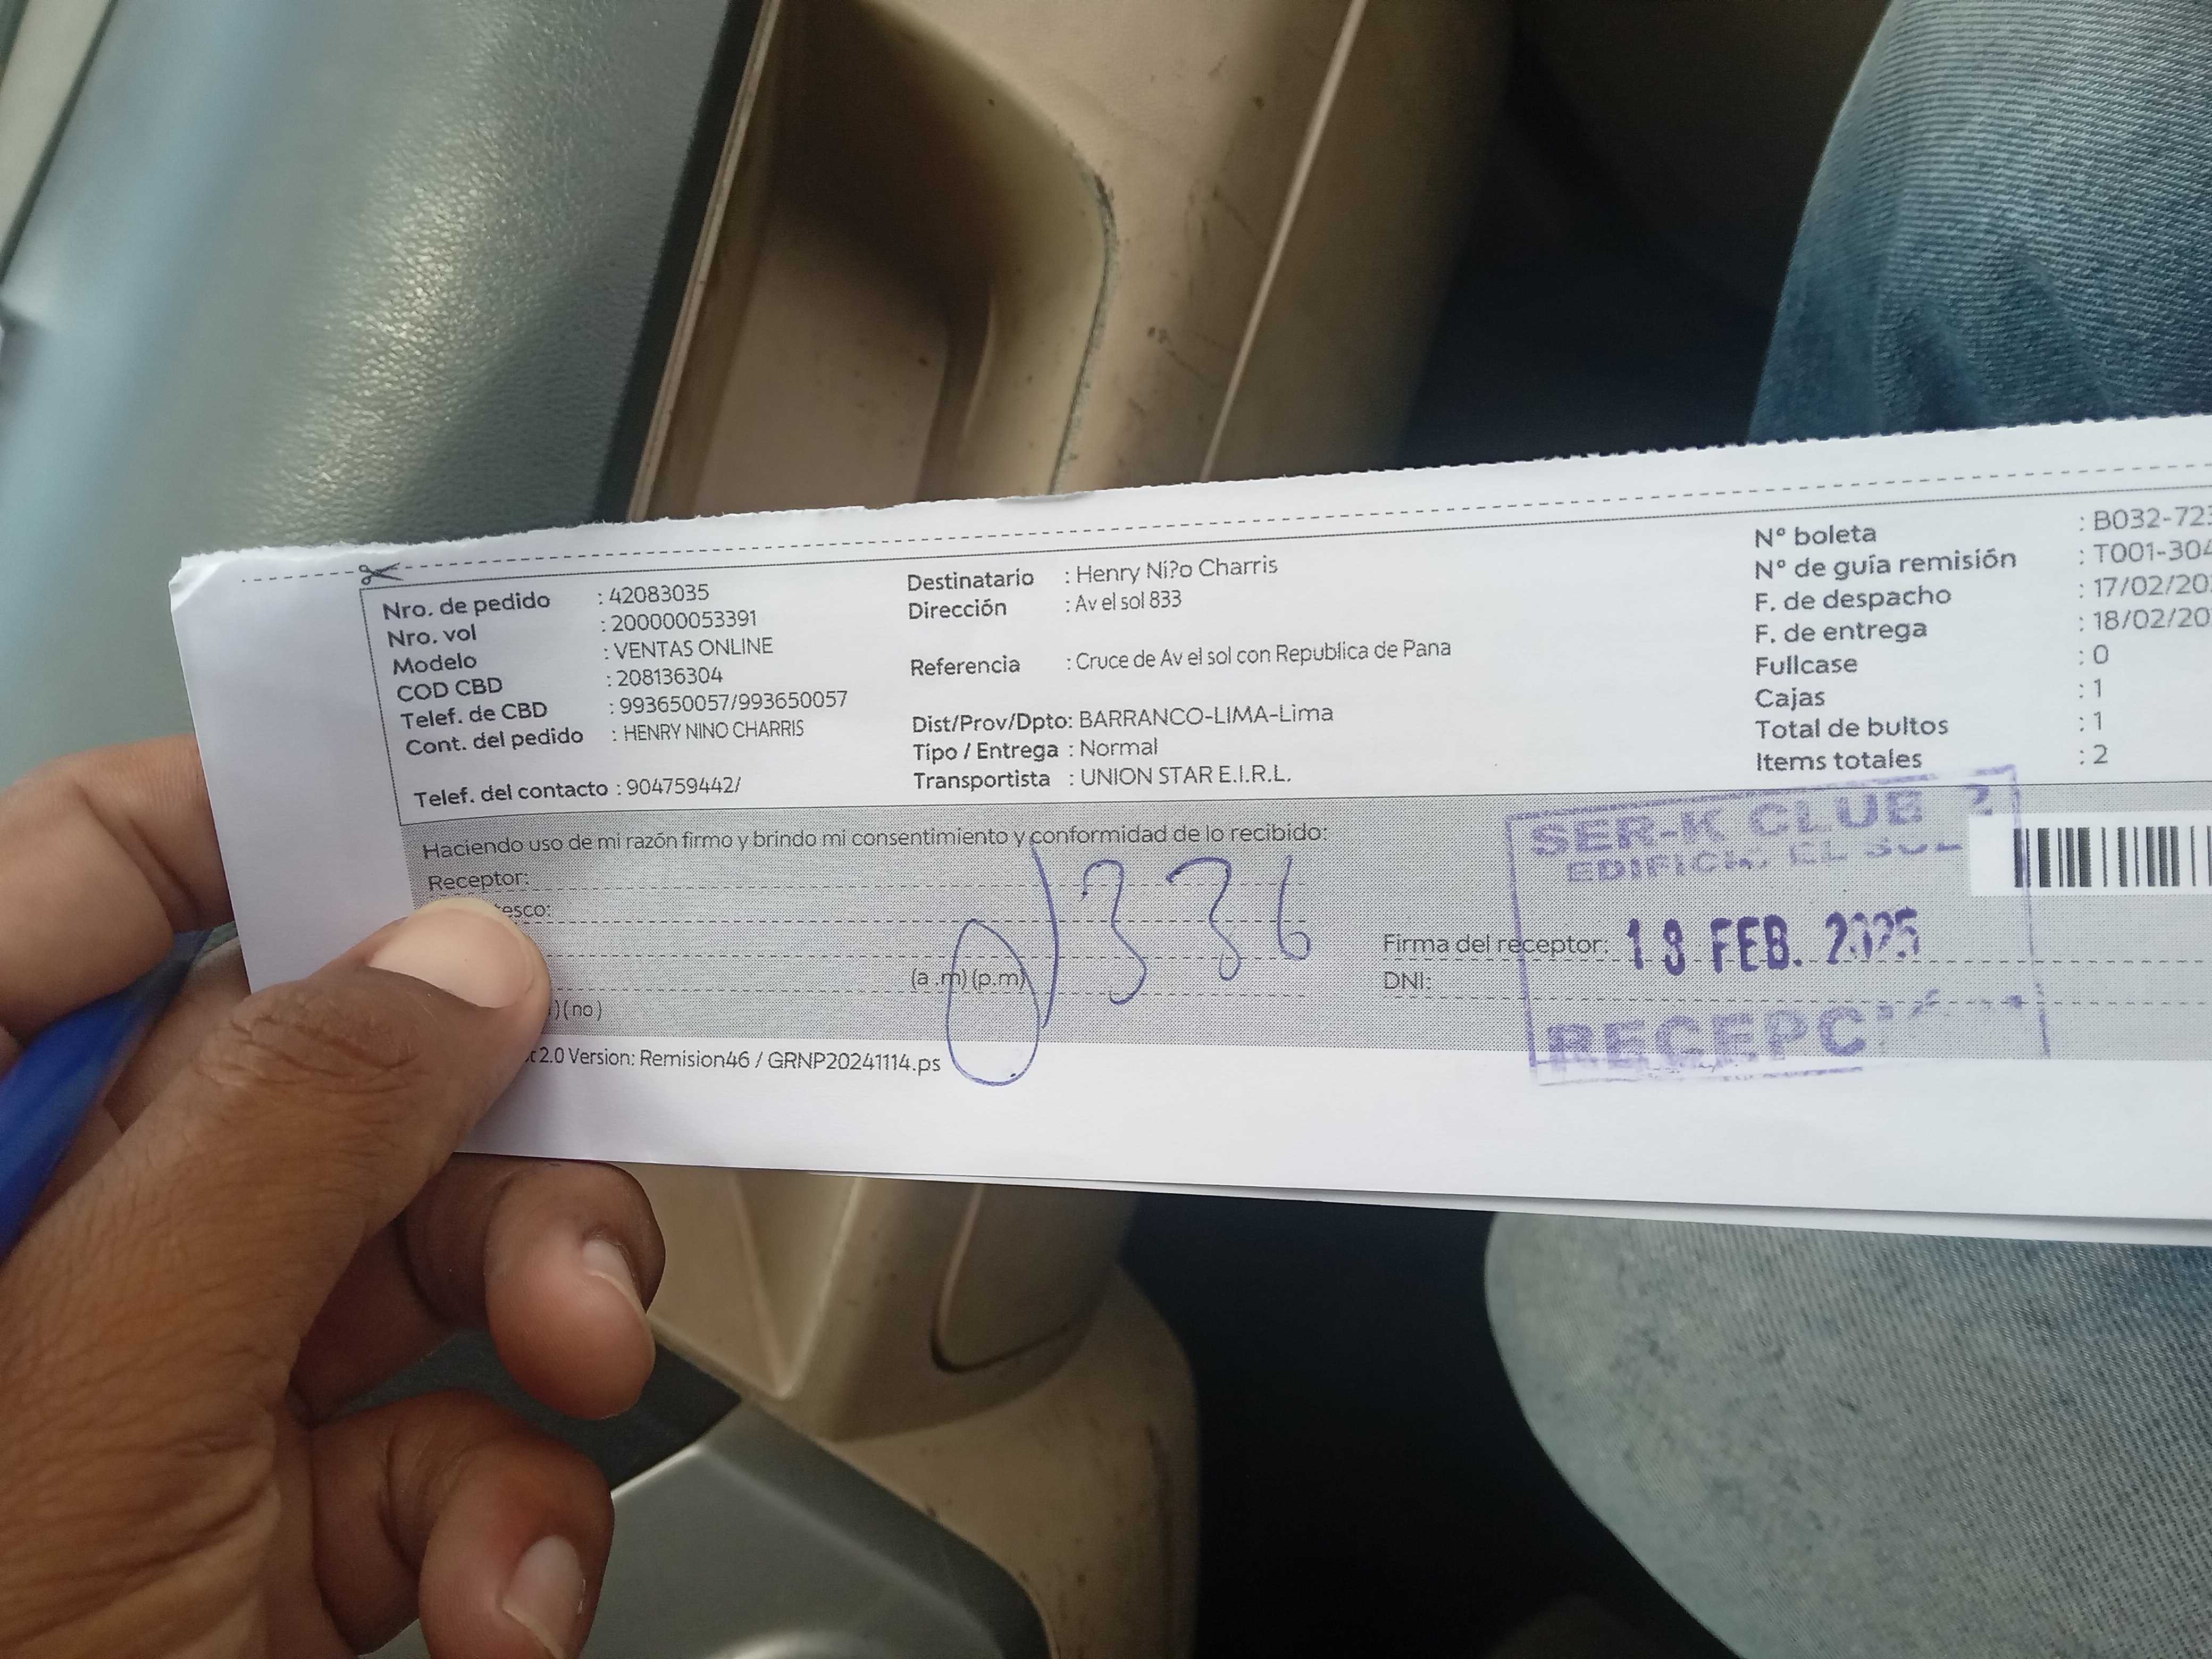 Nro. de pedido : 42083035
Nro. vol : 200000053391
Modelo : VENTAS ONLINE
COD CBD : 208136304
Telef. de CBD : 993650057/993650057
Cont. del pedido : HENRY NINO CHARRIS
Telef. del contacto : 904759442/
Destinatario : Henry Ni?o Charris
Dirección : Av el sol 833
Referencia : Cruce de Av el sol con Republica de Pana
Dist/Prov/Dpto: BARRANCO-LIMA-Lima
Tipo / Entrega : Normal
Transportista : UNION STAR E.I.R.L.
N° boleta : B032-723
N° de guía remisión : T001-304
F. de despacho : 17/02/20
F. de entrega : 18/02/20
Fullcase : 0
Cajas : 1
Total de bultos : 1
Items totales : 2
Haciendo uso de mi razón firmo y brindo mi consentimiento y conformidad de lo recibido:
Receptor:
esco:
(a .m) (p.m)
)(no)
336
Firma del receptor:
DNI:
SER-K CLUB
EDIFICIO EL SOL
FEB. 2025
RECEPC
2.0 Version: Remision46 / GRNP20241114.ps